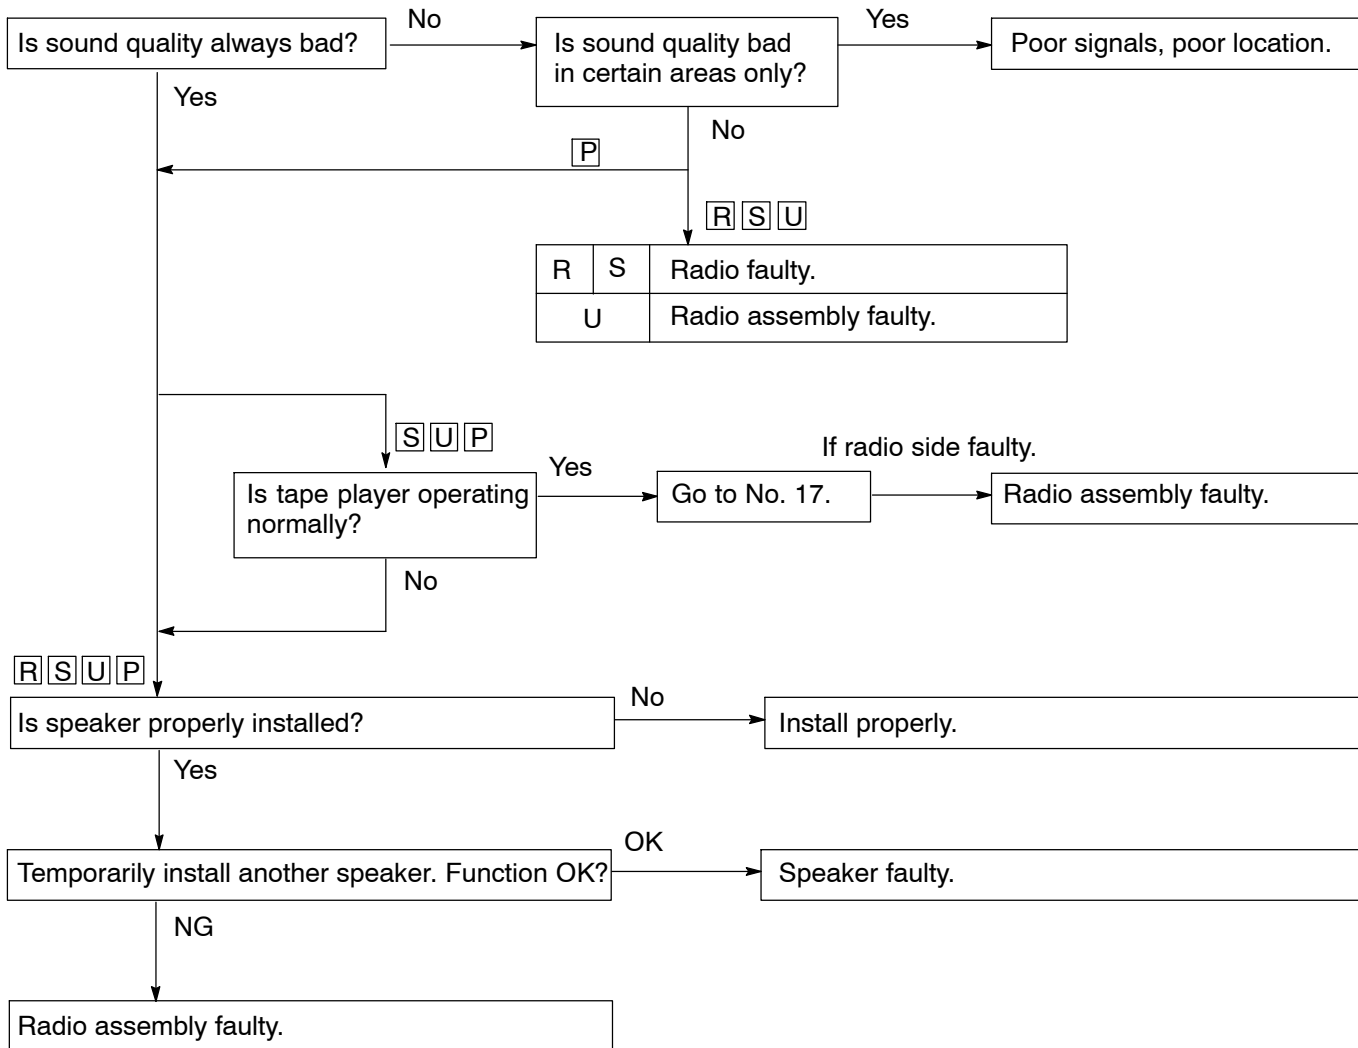 Is sound quality always bad?
No
Is sound quality bad
in certain areas only?
Yes
Poor signals, poor location.
Yes
No
P
R S U
R S Radio faulty.
U Radio assembly faulty.
S U P
Is tape player operating
normally?
Yes
Go to No. 17.
If radio side faulty.
Radio assembly faulty.
No
R S U P
Is speaker properly installed?
No
Install properly.
Yes
Temporarily install another speaker. Function OK?
OK
Speaker faulty.
NG
Radio assembly faulty.